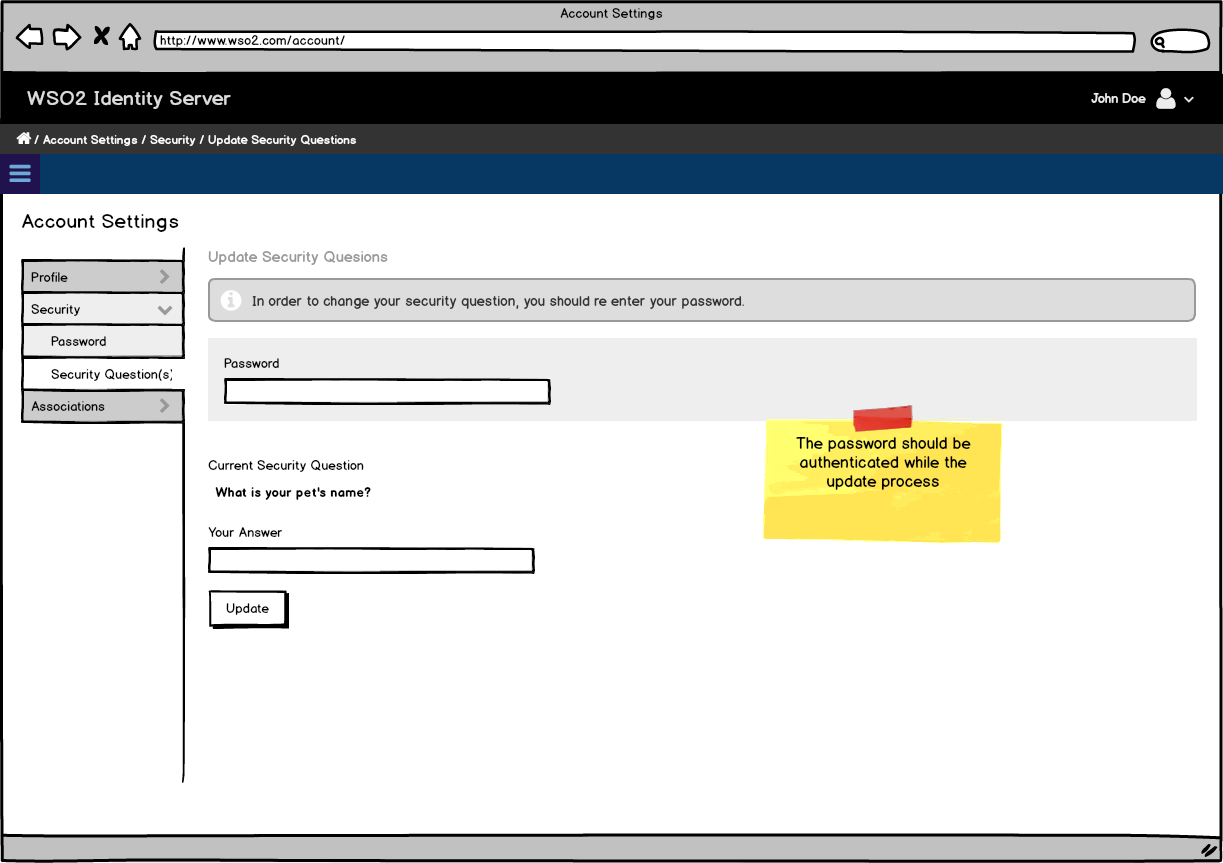 Account Settings
http://www.wso2.com/account/
WSO2 Identity Server
John Doe
/ Account Settings / Security / Update Security Questions
Account Settings
Profile
Security
Password
Security Question(s)
Associations
Update Security Quesions
In order to change your security question, you should re enter your password.
Password
The password should be
authenticated while the
update process
Current Security Question
What is your pet's name?
Your Answer
Update